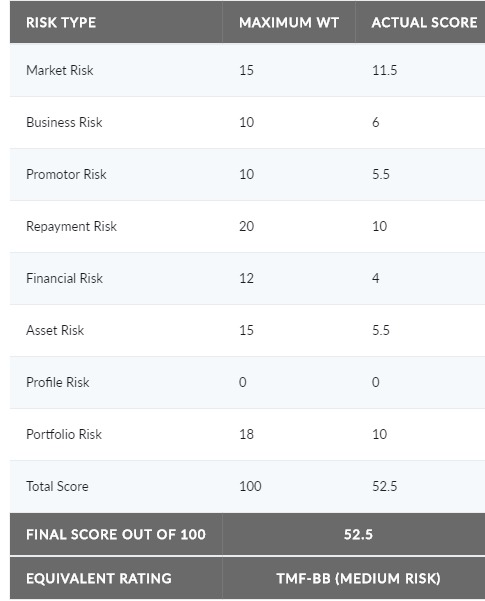 RISK TYPE MAXIMUM WT ACTUAL SCORE
Market Risk 15 11.5
Business Risk 10 6
Promotor Risk 10 5.5
Repayment Risk 20 10
Financial Risk 12 4
Asset Risk 15 5.5
Profile Risk 0 0
Portfolio Risk 18 10
Total Score 100 52.5
FINAL SCORE OUT OF 100 52.5
EQUIVALENT RATING TMF-BB (MEDIUM RISK)